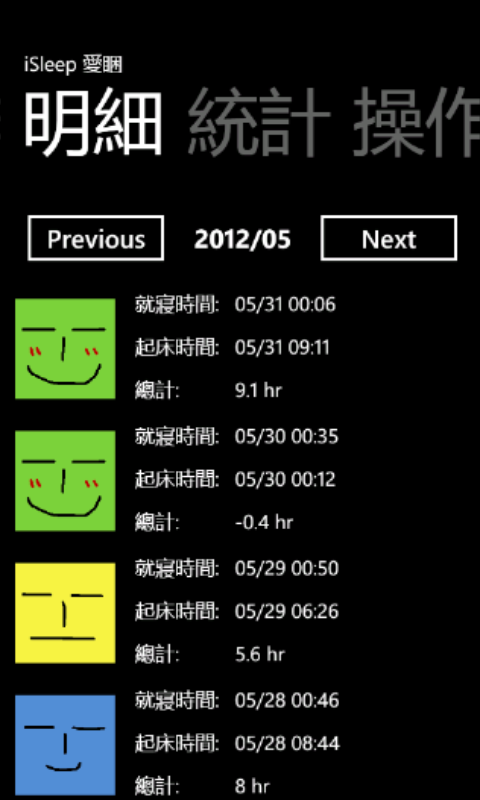 iSleep 愛睏
明細 統計 操作
Previous 2012/05 Next
就寢時間: 05/31 00:06
起床時間: 05/31 09:11
總計: 9.1 hr
就寢時間: 05/30 00:35
起床時間: 05/30 00:12
總計: -0.4 hr
就寢時間: 05/29 00:50
起床時間: 05/29 06:26
總計: 5.6 hr
就寢時間: 05/28 00:46
起床時間: 05/28 08:44
總計: 8 hr